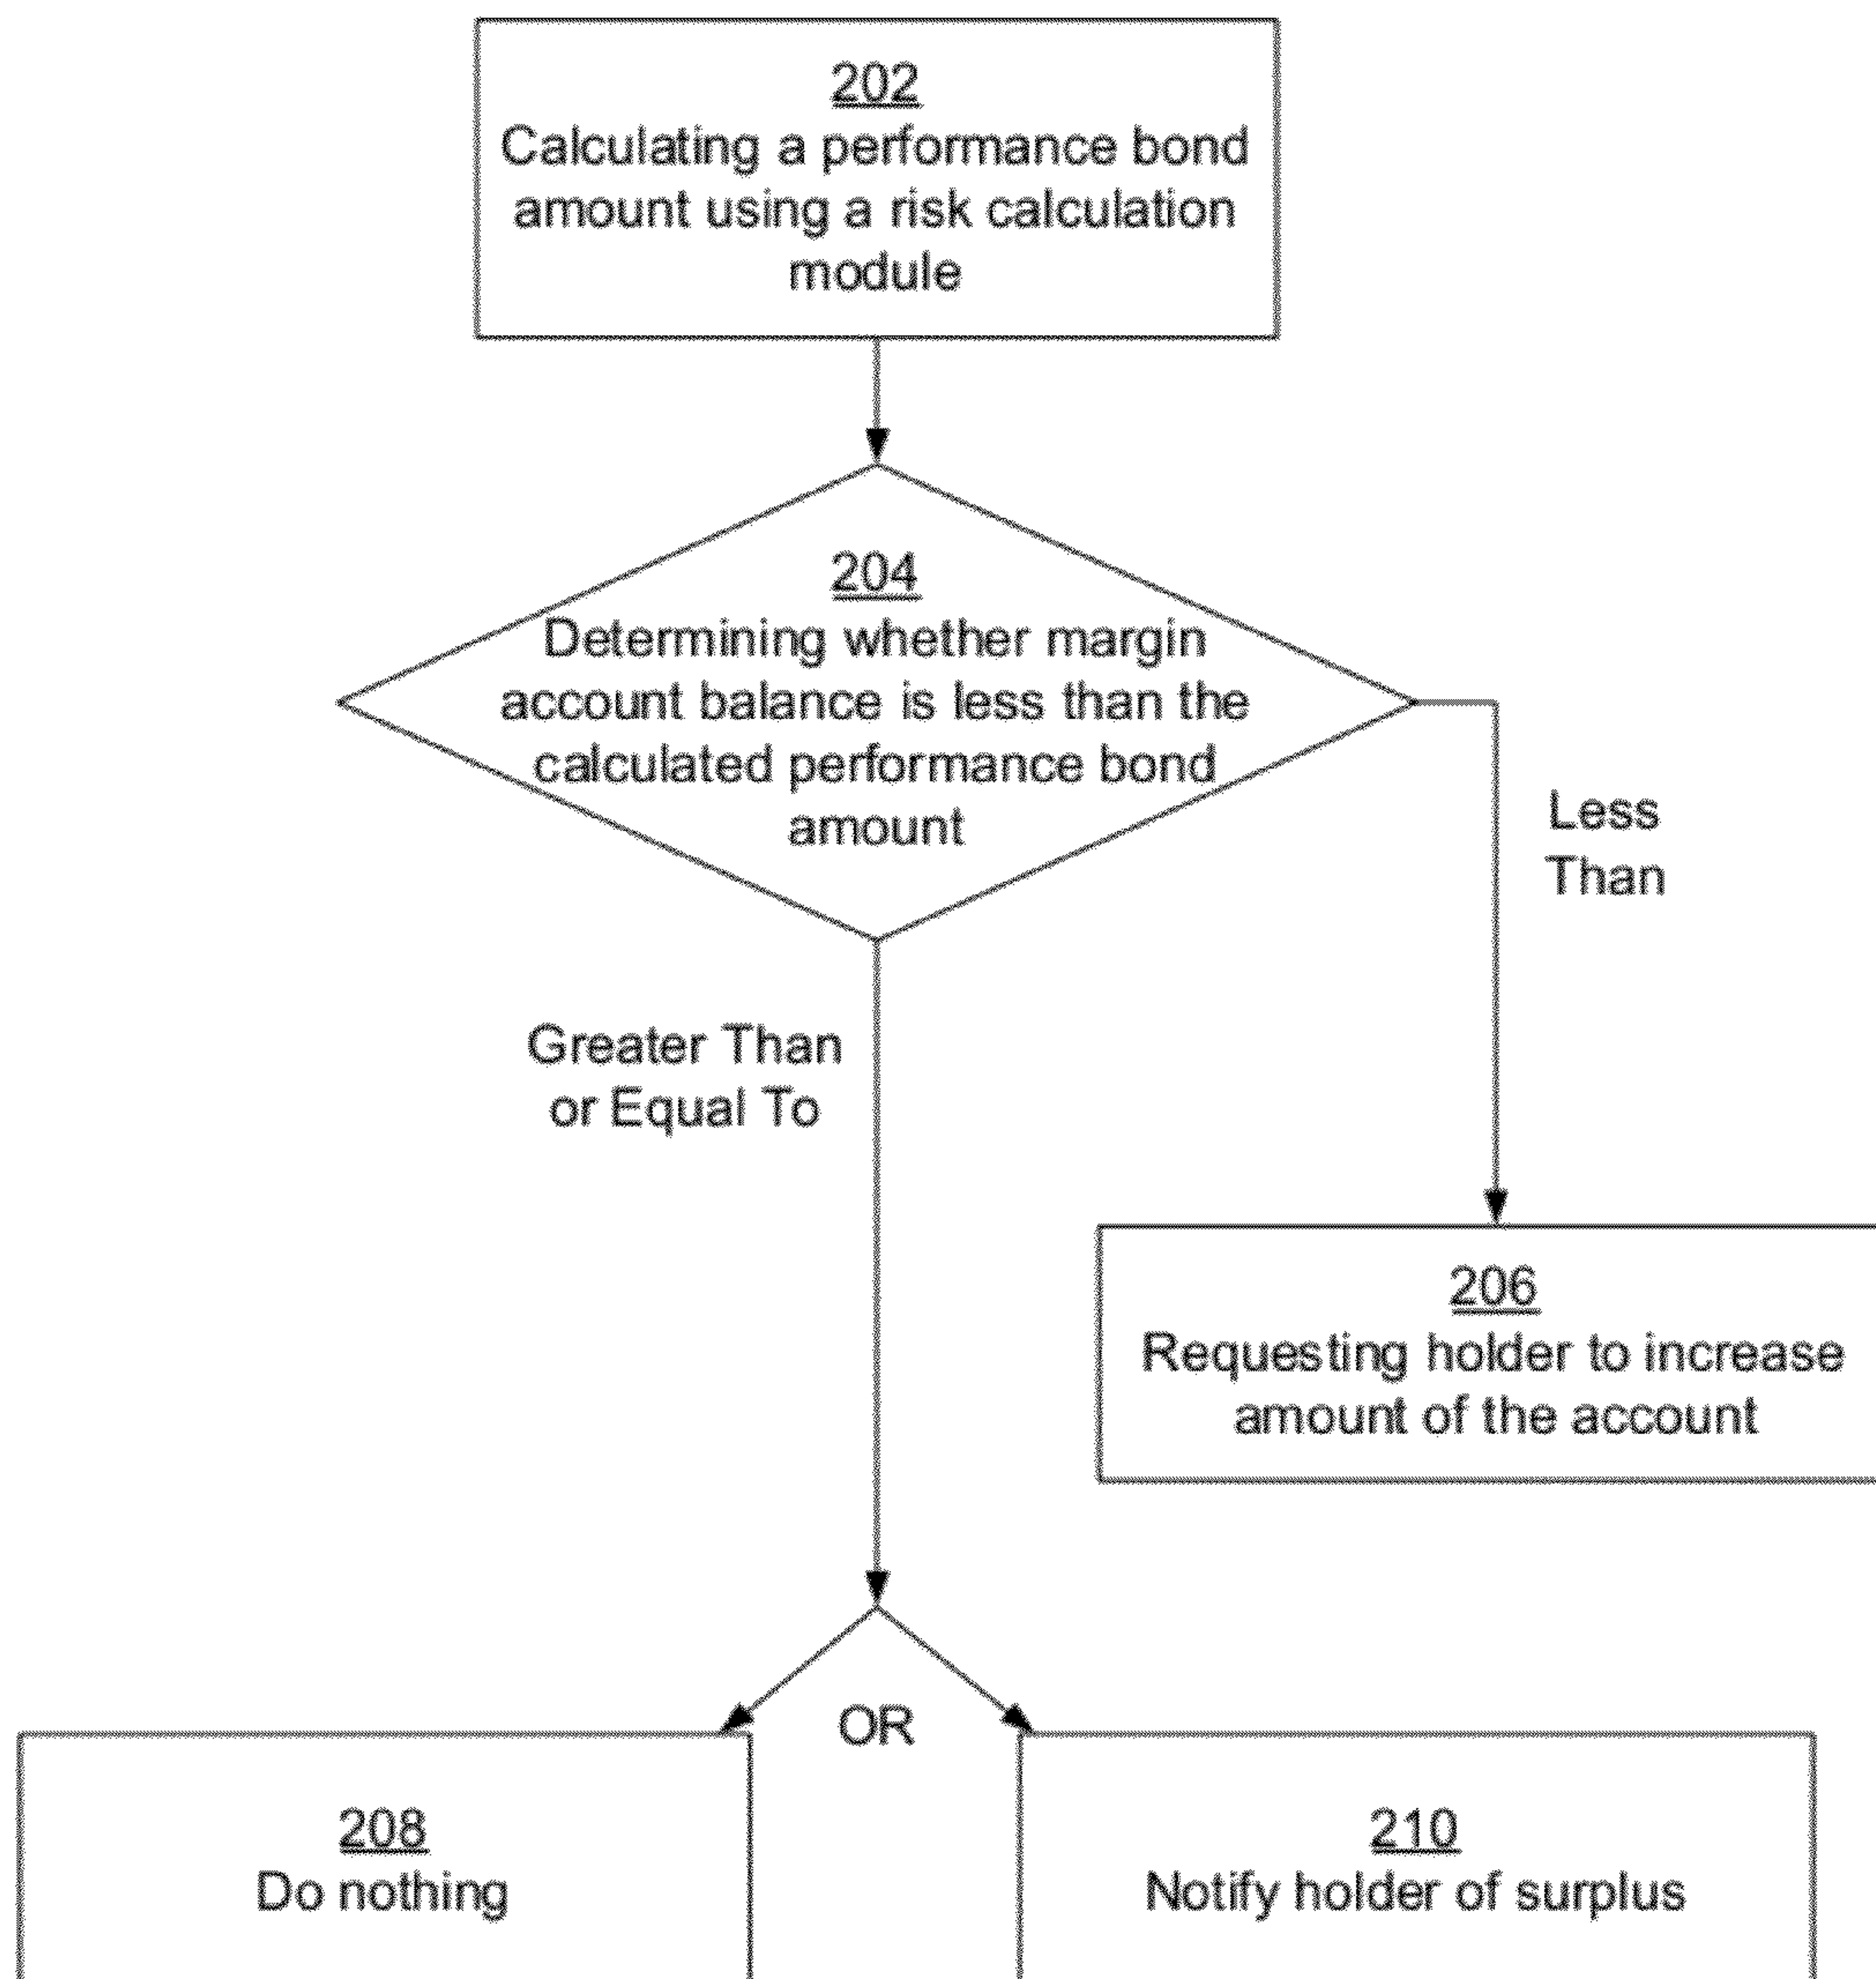 202
Calculating a performance bond
amount using a risk calculation
module
204
Determining whether margin
account balance is less than the
calculated performance bond
amount
Less
Than
Greater Than
or Equal To
206
Requesting holder to increase
amount of the account
OR
208
Do nothing
210
Notify holder of surplus